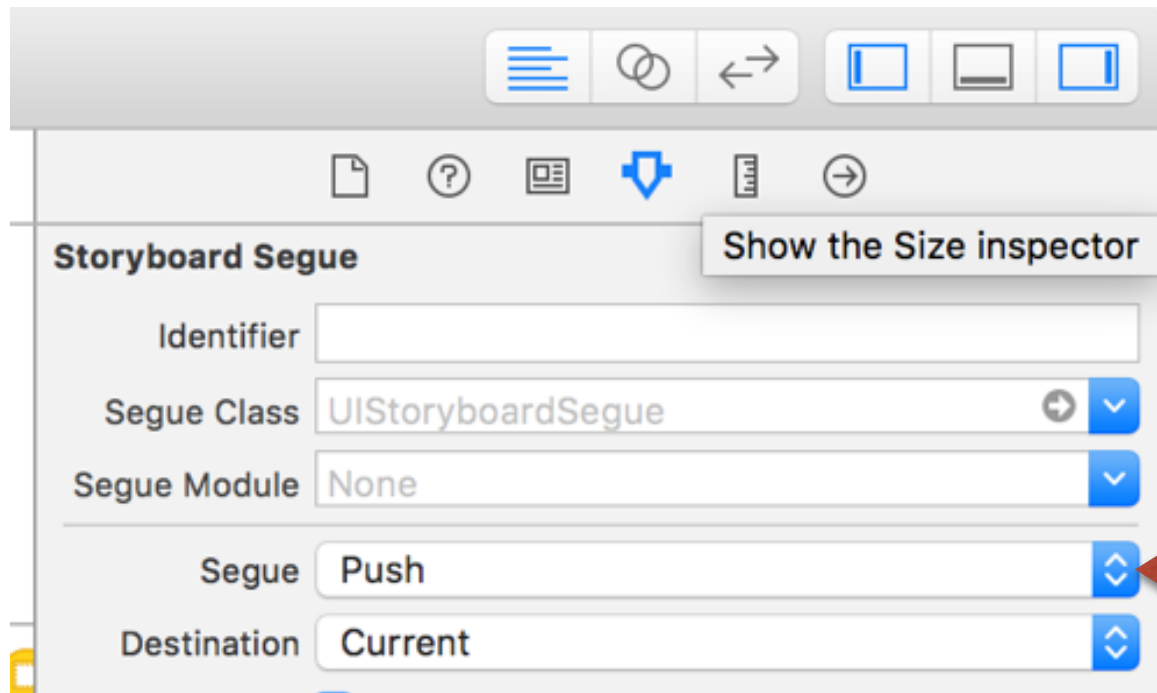 Show the Size inspector
Storyboard Segue
Identifier
Segue Class UIStoryboardSegue
Segue Module None
Segue Push
Destination Current